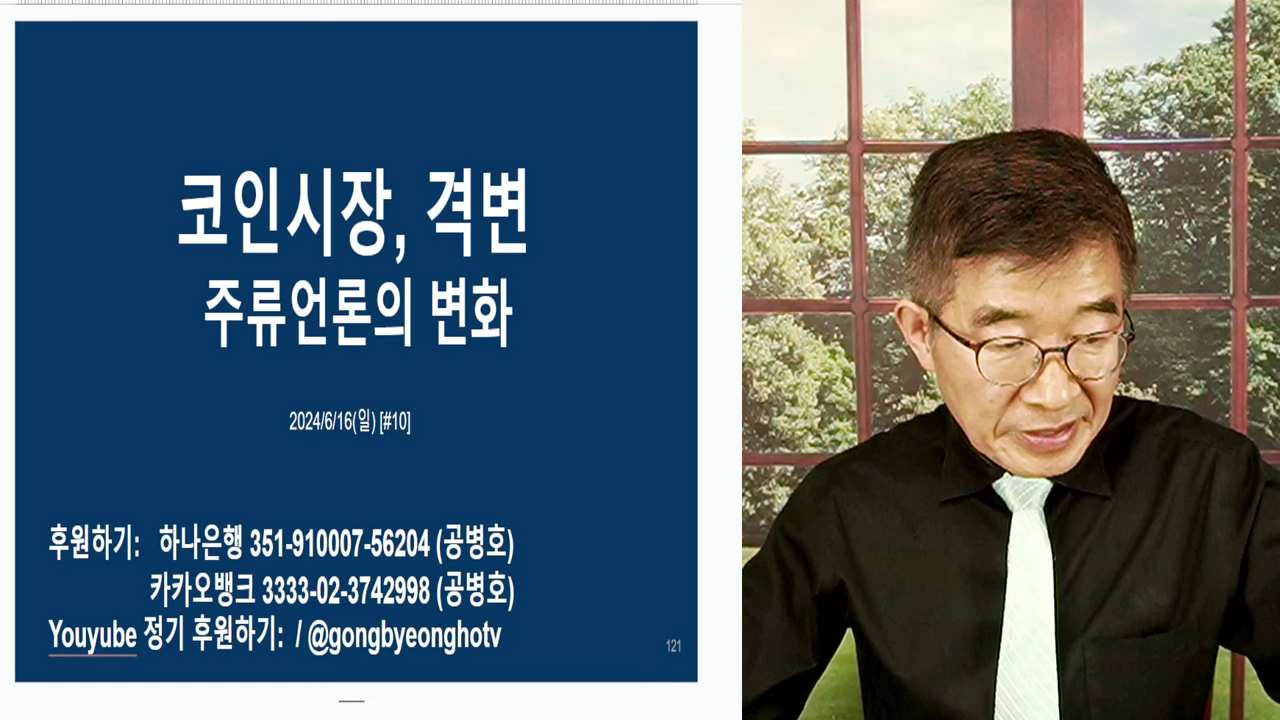 코인시장, 격변
주류언론의 변화
2024/6/16(일) [#10]
후원하기: 하나은행 351-910007-56204 (공병호)
카카오뱅크 3333-02-3742998 (공병호)
Youyube 정기 후원하기: / @gongbyeonghotv
121